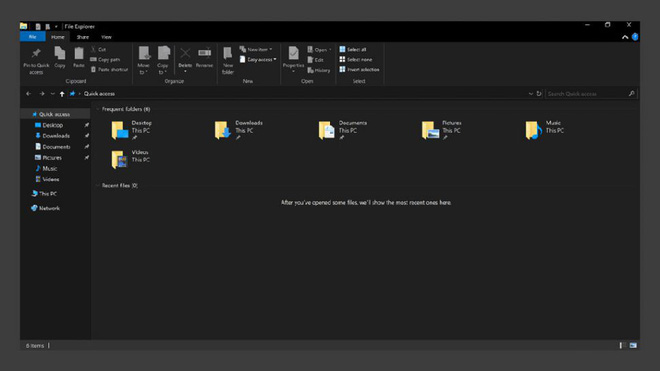 File Explorer
File
Home
Share
View
Pin to Quick
access
Copy
Paste
Cut
Copy path
Paste shortcut
Clipboard
Move
to
Copy
to
Delete
Rename
Organize
New
folder
New item
Easy access
New
Properties
Open
Edit
History
Open
Select all
Select none
Invert selection
Select
Quick access
Search Quick access
Quick access
Desktop
Downloads
Documents
Pictures
Music
Videos
This PC
Network
Frequent folders (6)
Desktop
This PC
Downloads
This PC
Documents
This PC
Pictures
This PC
Music
This PC
Videos
This PC
Recent files (0)
After you've opened some files, we'll show the most recent ones here.
6 items